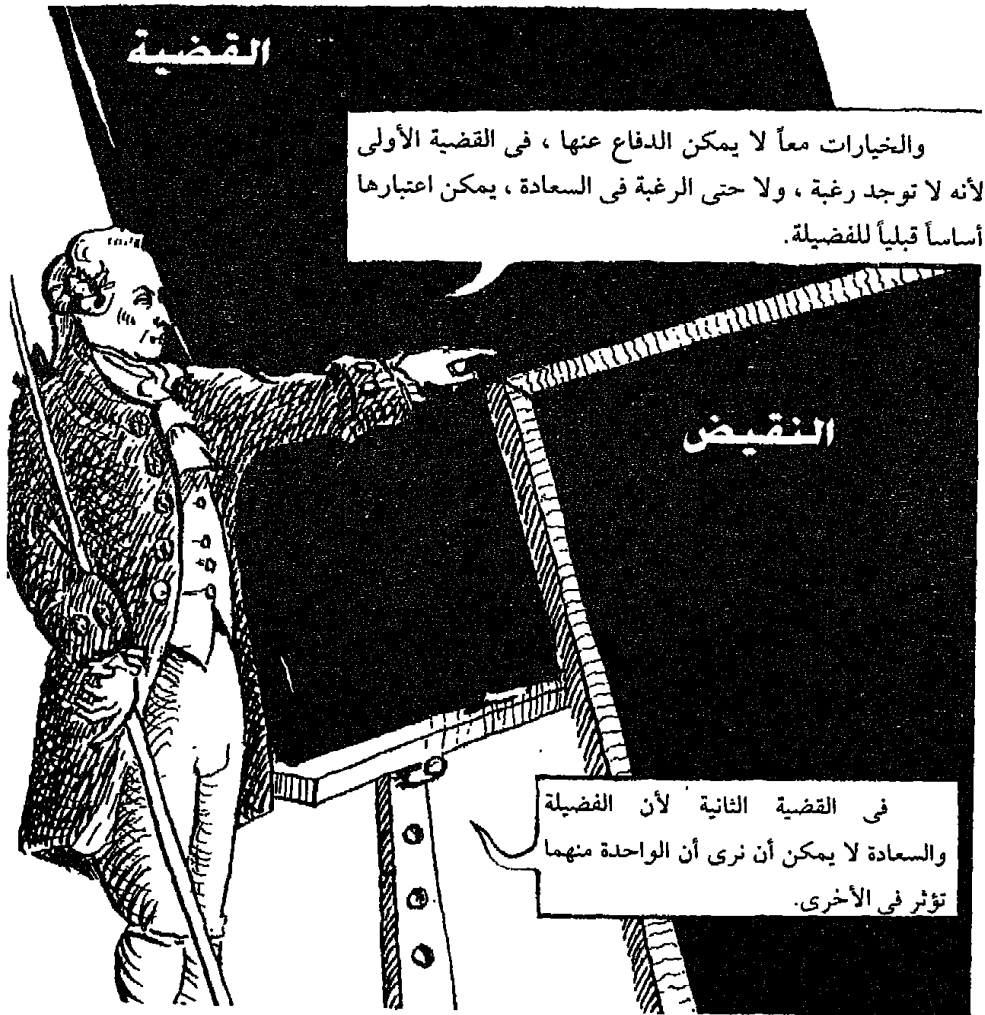 القضية
والخيارات معاً لا يمكن الدفاع عنها ، فى القضية الأولى
لأنه لا توجد رغبة ، ولا حتى الرغبة فى السعادة ، يمكن اعتبارها
أساساً قبلياً للفضيلة.
النقيض
فى القضية الثانية لأن الفضيلة
والسعادة لا يمكن أن نرى أن الواحدة منهما
تؤثر فى الأخرى.